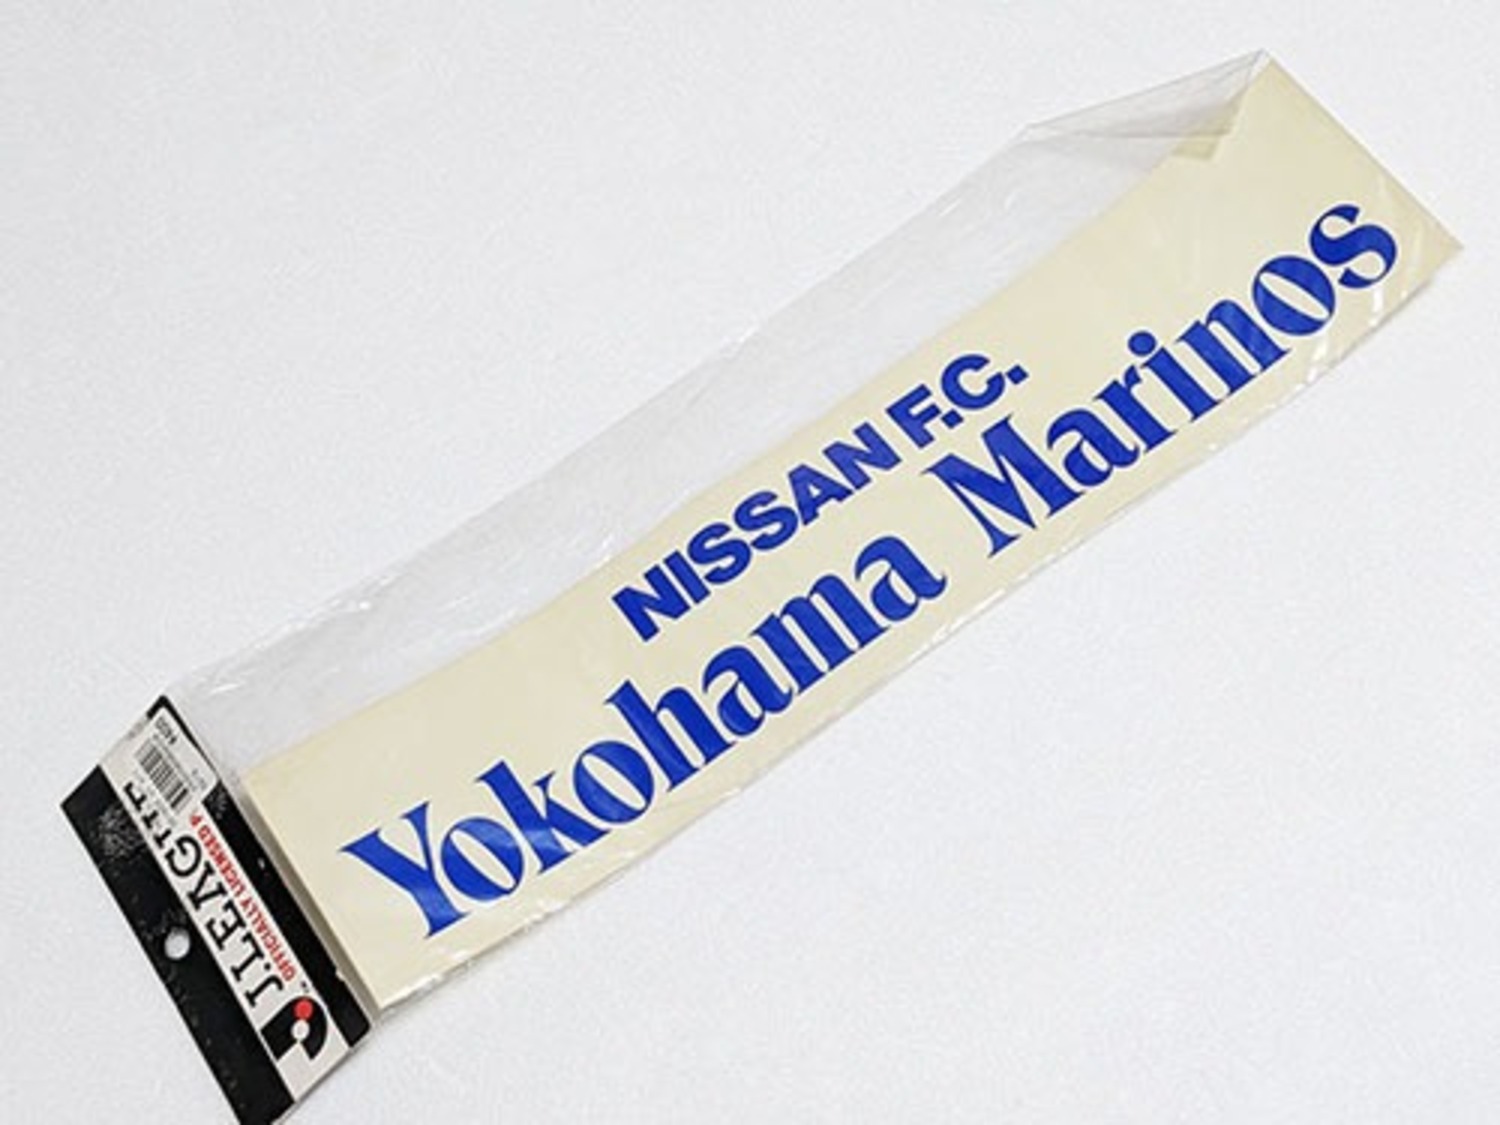 NISSAN F.C.
Yokohama Marinos
J.LEAGUE
OFFICIALLY LICENSED